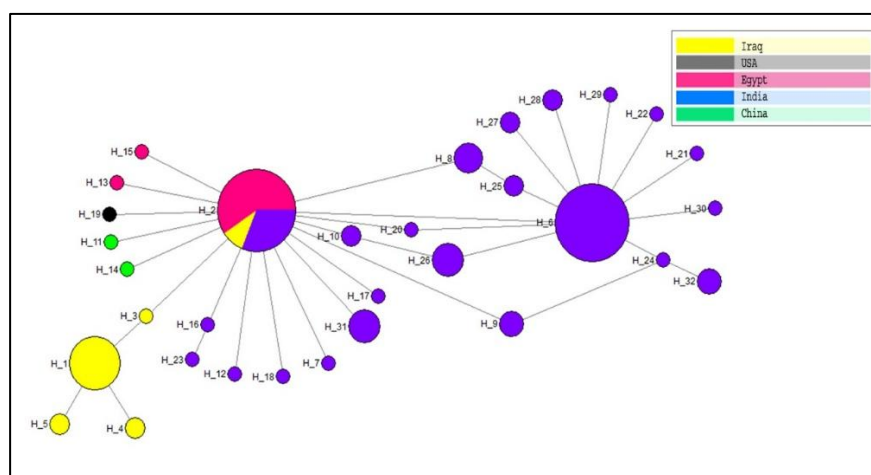 Iraq
USA
Egypt
India
China
H_28
H_29
H_27
H_22
H_15
H_8
H_21
H_13
H_25
H_19
H_2
H_6
H_30
H_11
H_10
H_20
H_14
H_26
H_24
H_32
H_17
H_3
H_16
H_31
H_9
H_1
H_23
H_12
H_18
H_7
H_5
H_4